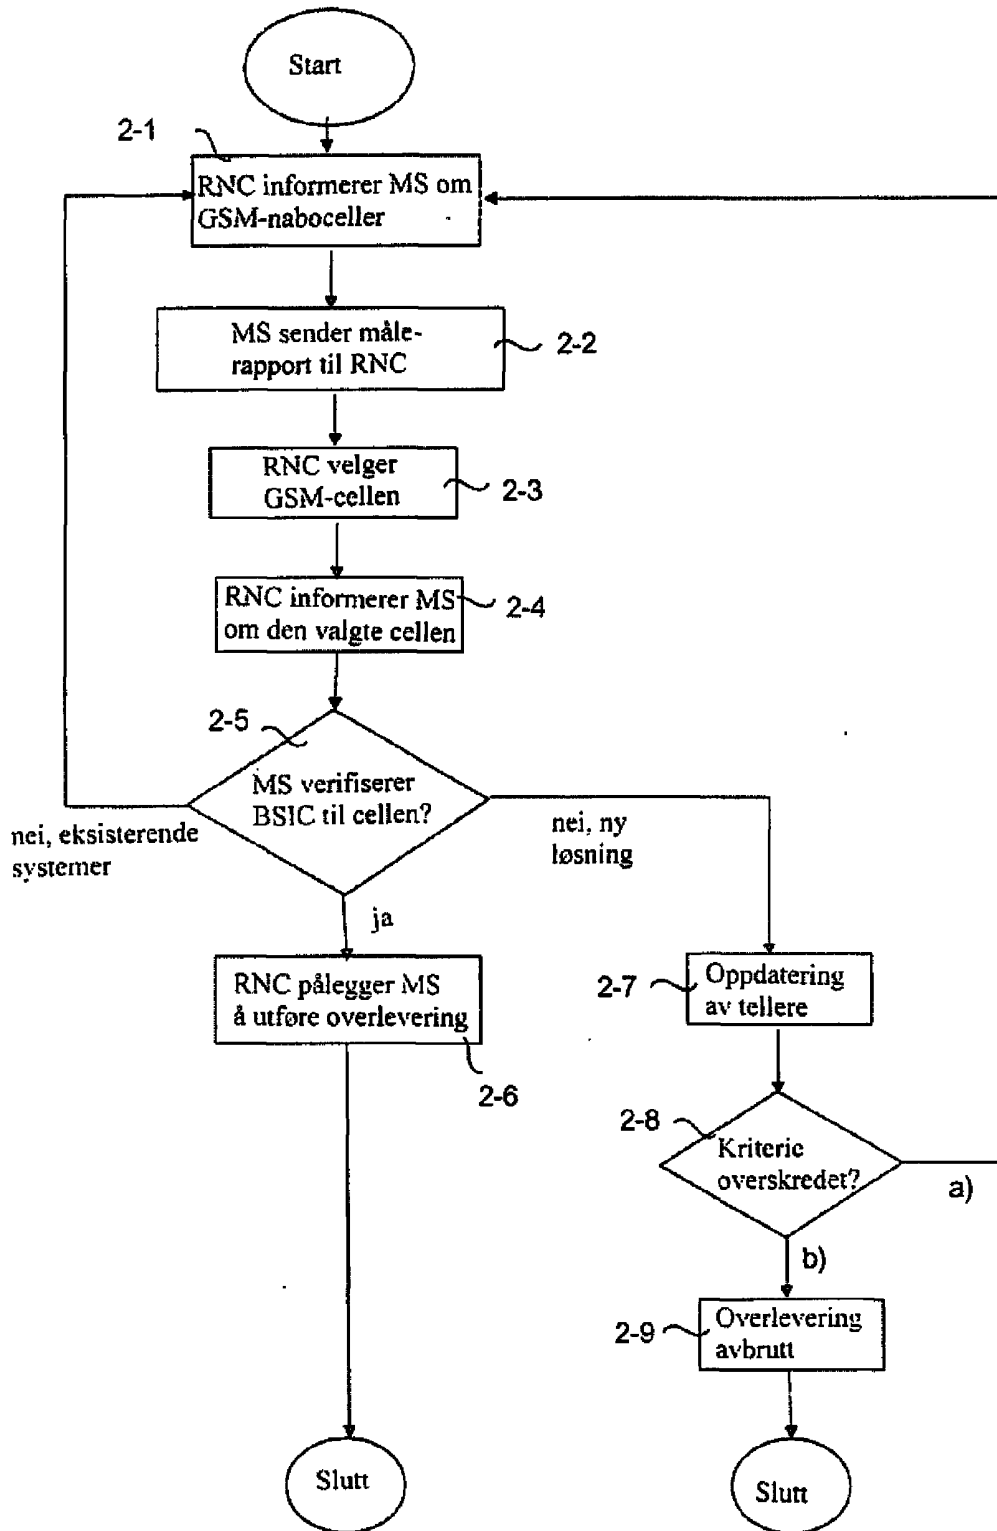 Start
2-1
RNC informerer MS om
GSM-naboceller
MS sender måle-
rapport til RNC
2-2
RNC velger
GSM-cellen
2-3
RNC informerer MS
om den valgte cellen
2-4
2-5
MS verifiserer
BSIC til cellen?
nei, eksisterende
systemer
nei, ny
løsning
ja
RNC pålegger MS
å utføre overlevering
2-6
2-7
Oppdatering
av tellere
2-8
Kriterie
overskredet?
a)
b)
2-9
Overlevering
avbrutt
Slutt
Slutt